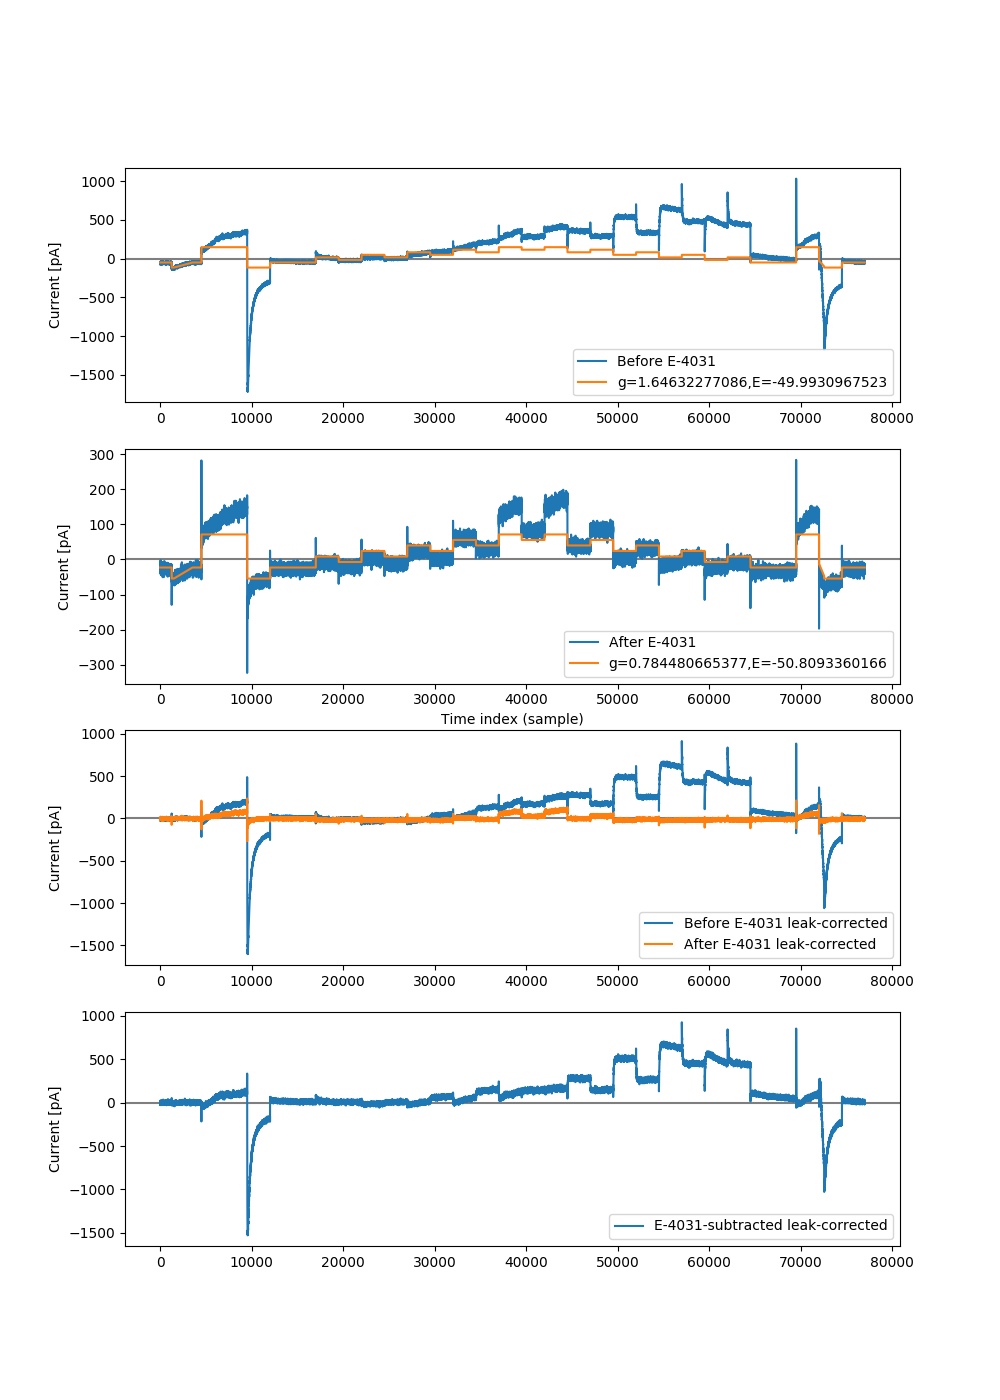 1000
500
0
−500
−1000
−1500
Current [pA]
Before E-4031
g=1.64632277086,E=-49.9930967523
0 10000 20000 30000 40000 50000 60000 70000 80000
300
200
100
0
−100
−200
−300
Current [pA]
After E-4031
g=0.784480665377,E=-50.8093360166
0 10000 20000 30000 40000 50000 60000 70000 80000
Time index (sample)
1000
500
0
−500
−1000
−1500
Current [pA]
Before E-4031 leak-corrected
After E-4031 leak-corrected
0 10000 20000 30000 40000 50000 60000 70000 80000
1000
500
0
−500
−1000
−1500
Current [pA]
E-4031-subtracted leak-corrected
0 10000 20000 30000 40000 50000 60000 70000 80000